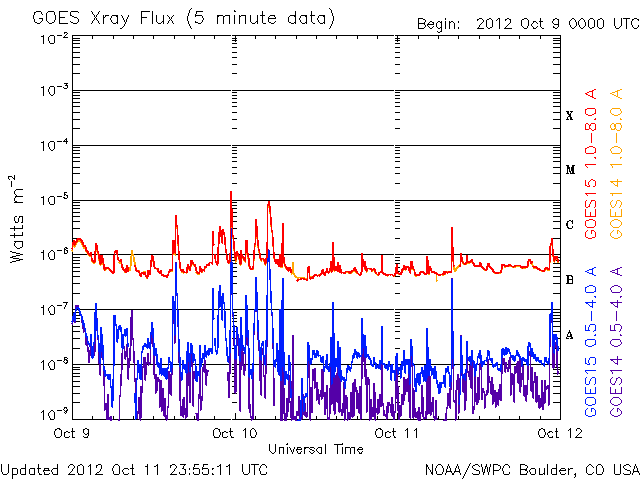 GOES Xray Flux (5 minute data)
Begin: 2012 Oct 9 0000 UTC
10-2
10-3
10-4
10-5
10-6
10-7
10-8
10-9
Watts m-2
X
M
C
B
A
GOES15 1.0-8.0 A
GOES14 1.0-8.0 A
GOES15 0.5-4.0 A
GOES14 0.5-4.0 A
Oct 9
Oct 10
Oct 11
Oct 12
Universal Time
Updated 2012 Oct 11 23:55:11 UTC
NOAA/SWPC Boulder, CO USA